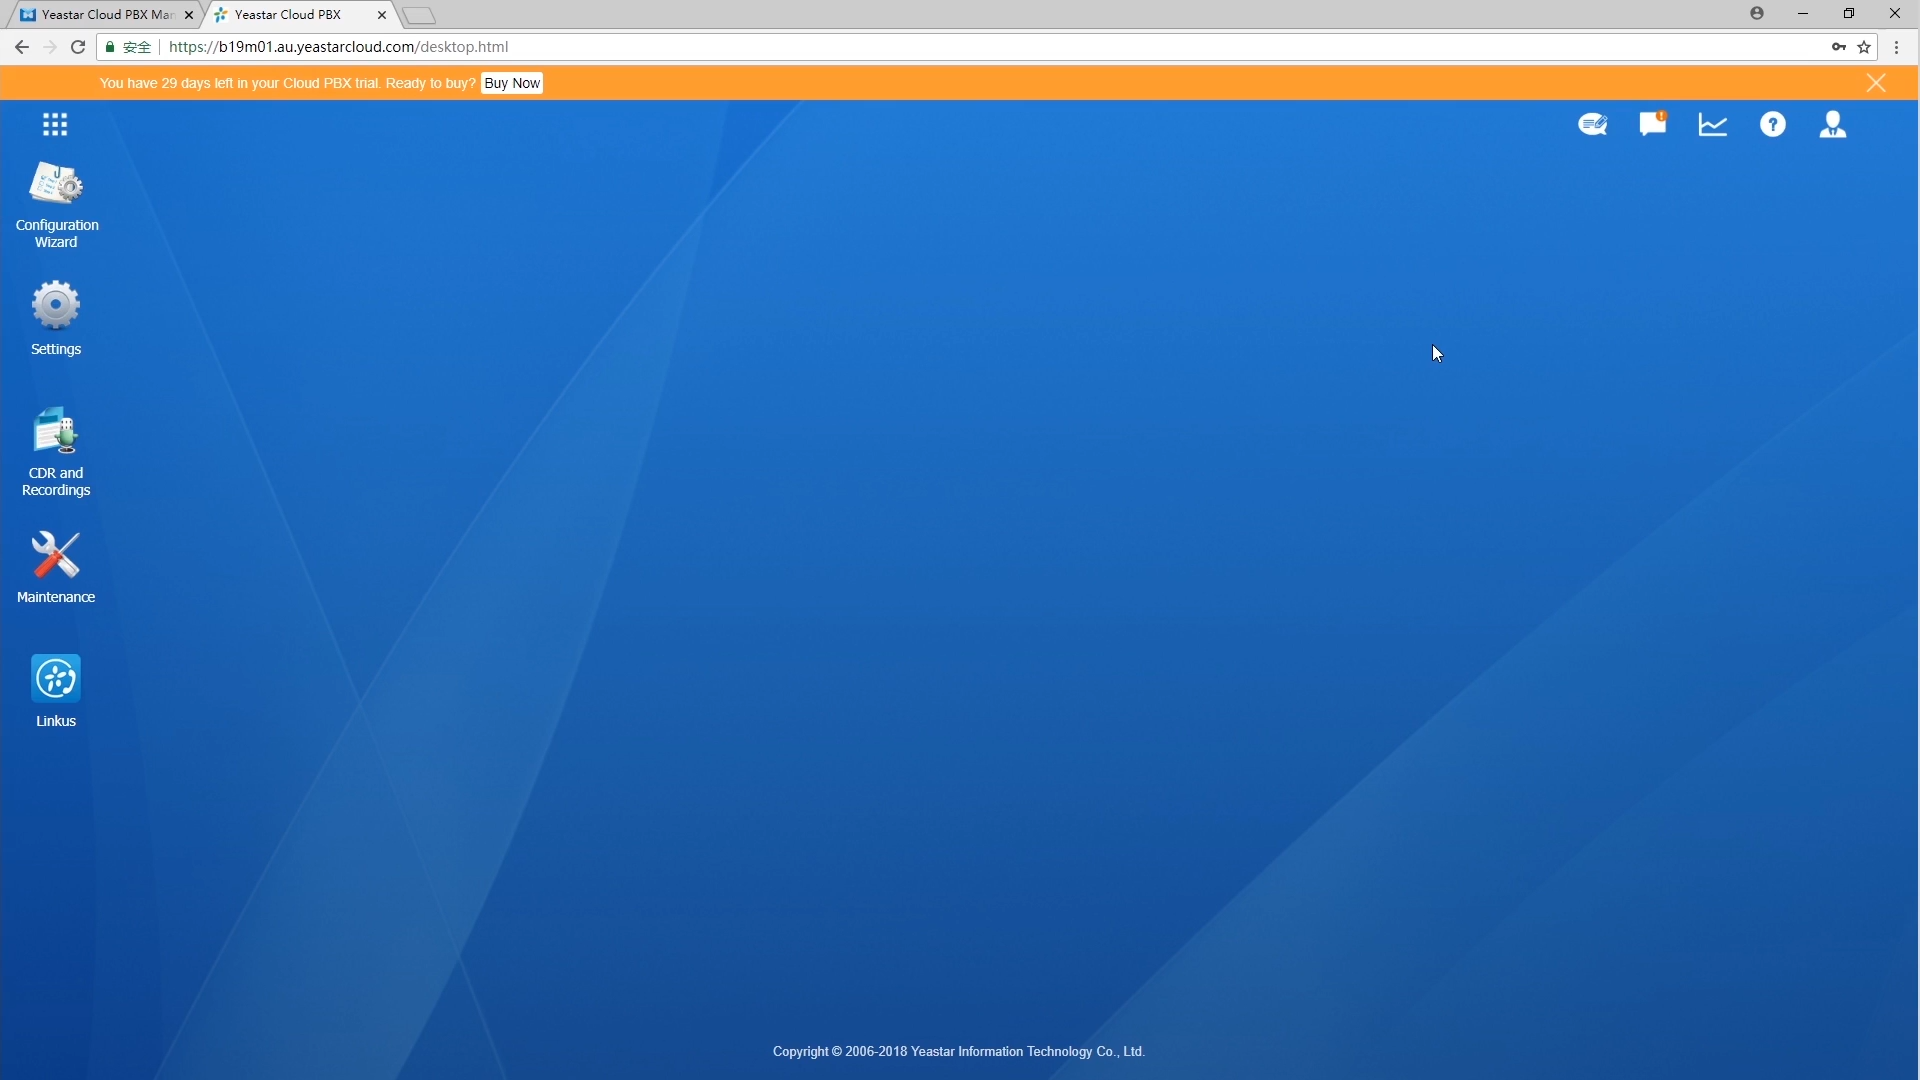 Yeastar Cloud PBX Man
Yeastar Cloud PBX
安全
https://b19m01.au.yeastarcloud.com/desktop.html
You have 29 days left in your Cloud PBX trial. Ready to buy? Buy Now
Configuration
Wizard
Settings
CDR and
Recordings
Maintenance
Linkus
Copyright © 2006-2018 Yeastar Information Technology Co., Ltd.